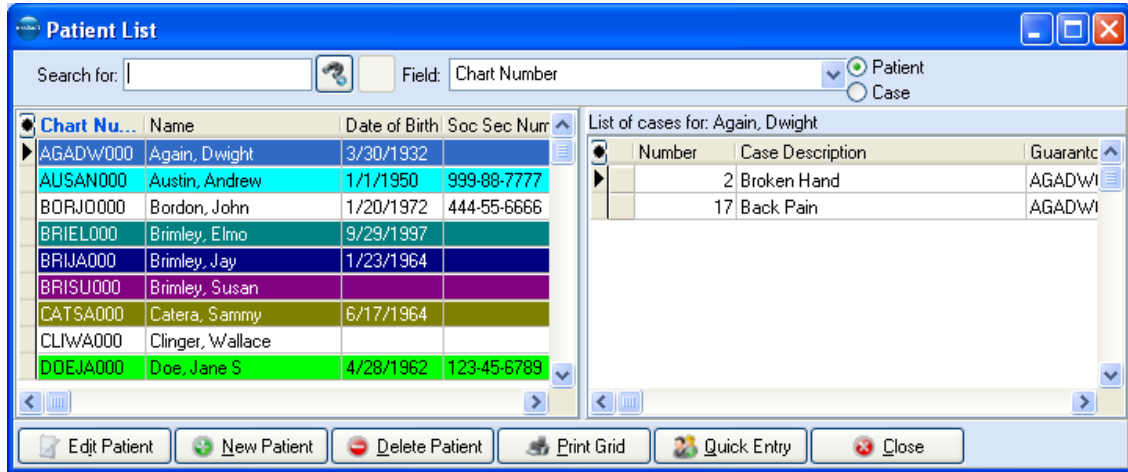 Patient List
Search for: Field: Chart Number Patient
Case
Chart Nu... Name Date of Birth Soc Sec Num
AGADW000 Again, Dwight 3/30/1932
AUSAN000 Austin, Andrew 1/1/1950 999-88-7777
BORJO000 Bordon, John 1/20/1972 444-55-6666
BRIEL000 Brimley, Elmo 9/29/1997
BRIJA000 Brimley, Jay 1/23/1964
BRISU000 Brimley, Susan
CATSA000 Catera, Sammy 6/17/1964
CLIWA000 Clinger, Wallace
DOEJA000 Doe, Jane S 4/28/1962 123-45-6789
List of cases for: Again, Dwight
Number Case Description Guarantc
2 Broken Hand AGADW
17 Back Pain AGADW
Edit Patient New Patient Delete Patient Print Grid Quick Entry Close